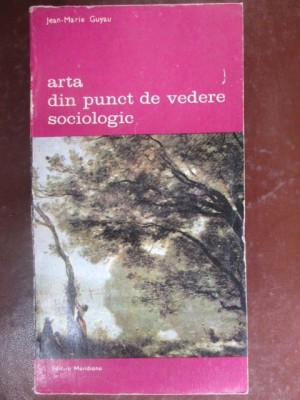 Jean-Marie Guyau
arta
din punct de vedere
sociologic
Editura Meridiane